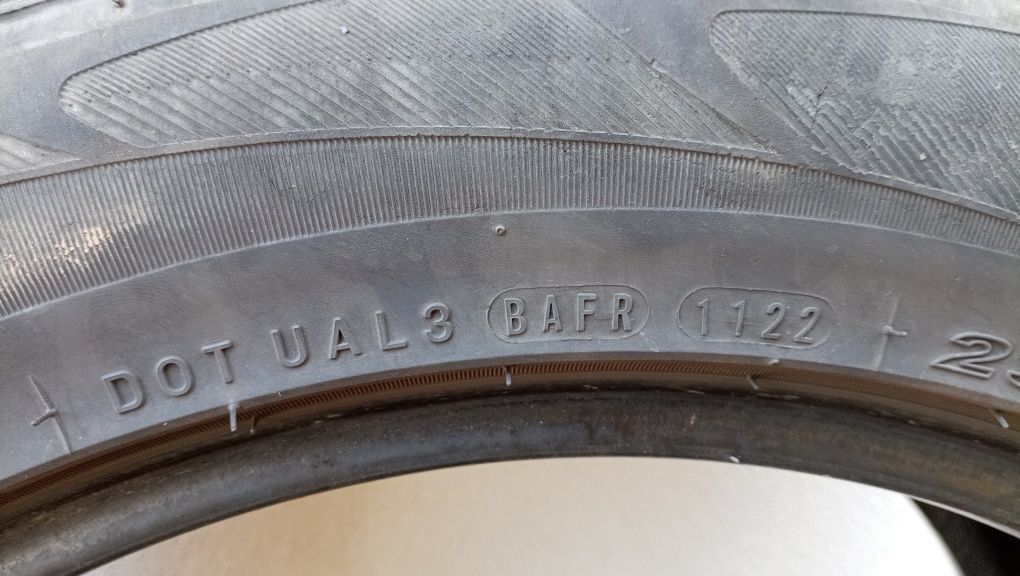 DOT UAL3 BAFR 1122